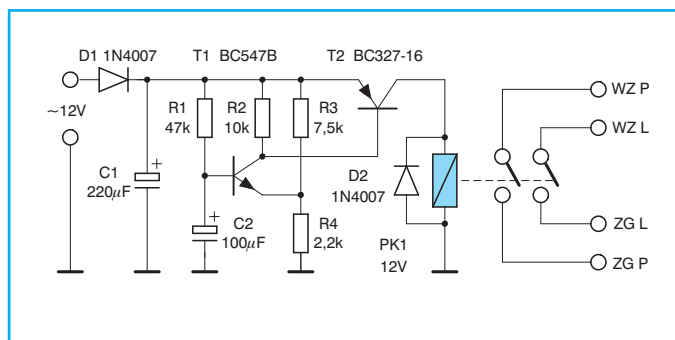 D1 1N4007
T1 BC547B
T2 BC327-16
~12V
R1
47k
R2
10k
R3
7,5k
WZ P
WZ L
C1
220µF
+
C2
100µF
+
D2
1N4007
R4
2,2k
PK1
12V
ZG L
ZG P